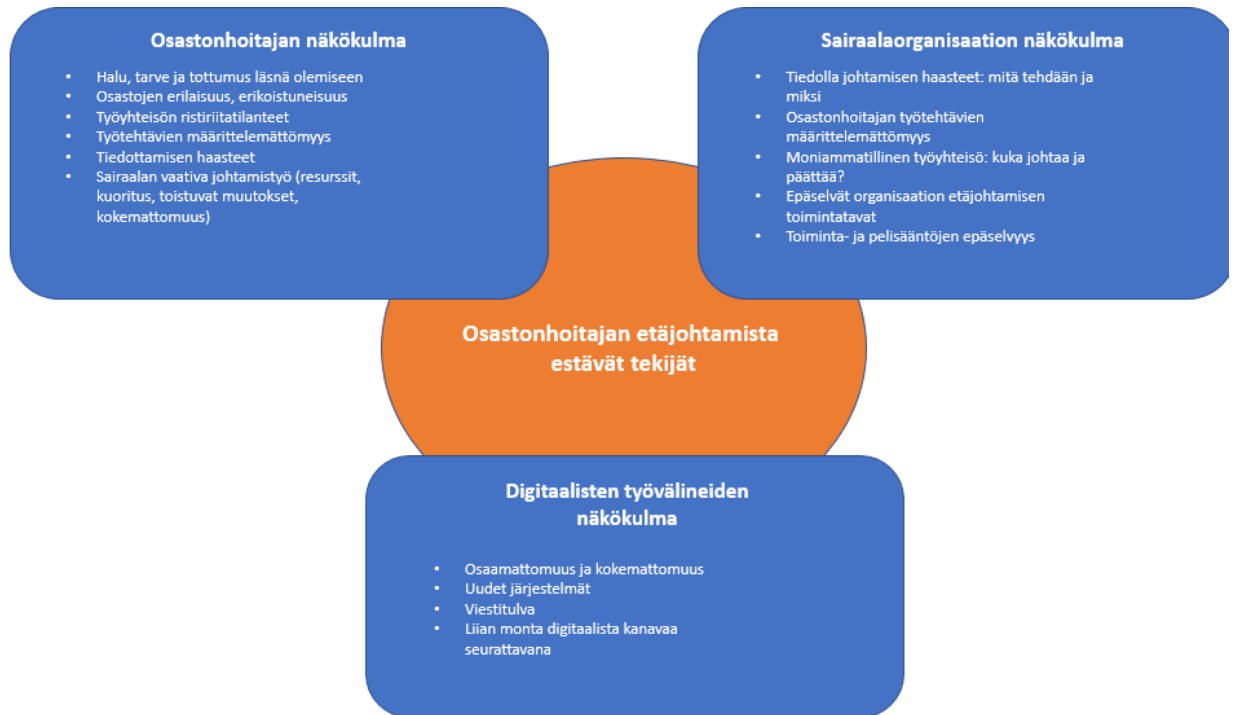 Osastonhoitajan näkökulma
• Halu, tarve ja tottumus läsnä olemiseen
• Osastojen erilaisuus, erikoistuneisuus
• Työyhteisön ristiriitatilanteet
• Työtehtävien määrittelemättömyys
• Tiedottamisen haasteet
• Sairaalan vaativa johtamistyö (resurssit,
kuoritus, toistuvat muutokset,
kokemattomuus)
Sairaalaorganisaation näkökulma
• Tiedolla johtamisen haasteet: mitä tehdään ja
miksi
• Osastonhoitajan työtehtävien
määrittelemättömyys
• Moniammatillinen työyhteisö: kuka johtaa ja
päättää?
• Epäselvät organisaation etäjohtamisen
toimintatavat
• Toiminta- ja pelisääntöjen epäselvyys
Osastonhoitajan etäjohtamista
estävät tekijät
Digitaalisten työvälineiden
näkökulma
• Osaamattomuus ja kokemattomuus
• Uudet järjestelmät
• Viestitulva
• Liian monta digitaalista kanavaa
seurattavana